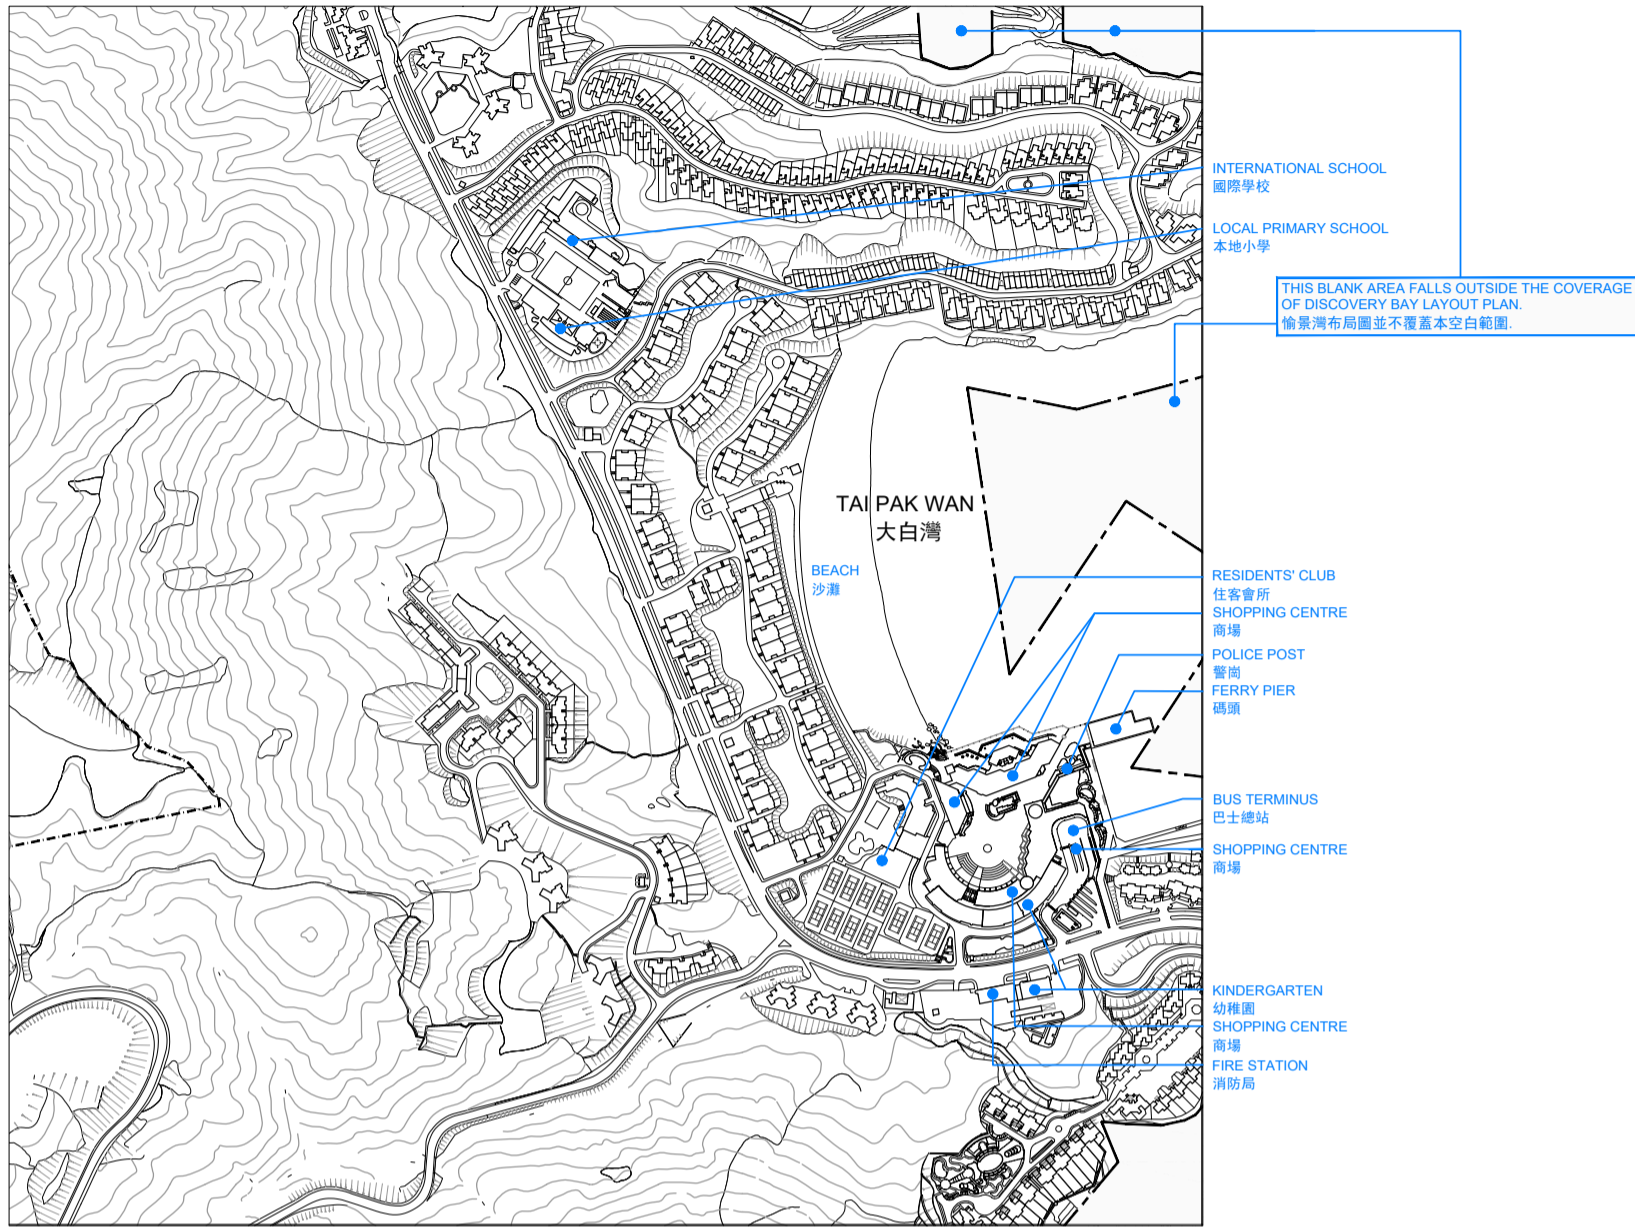 INTERNATIONAL SCHOOL
國際學校
LOCAL PRIMARY SCHOOL
本地小學
THIS BLANK AREA FALLS OUTSIDE THE COVERAGE
OF DISCOVERY BAY LAYOUT PLAN.
愉景灣布局圖並不覆蓋本空白範圍.
TAI PAK WAN
大白灣
BEACH
沙灘
RESIDENTS' CLUB
住客會所
SHOPPING CENTRE
商場
POLICE POST
警崗
FERRY PIER
碼頭
BUS TERMINUS
巴士總站
SHOPPING CENTRE
商場
KINDERGARTEN
幼稚園
SHOPPING CENTRE
商場
FIRE STATION
消防局